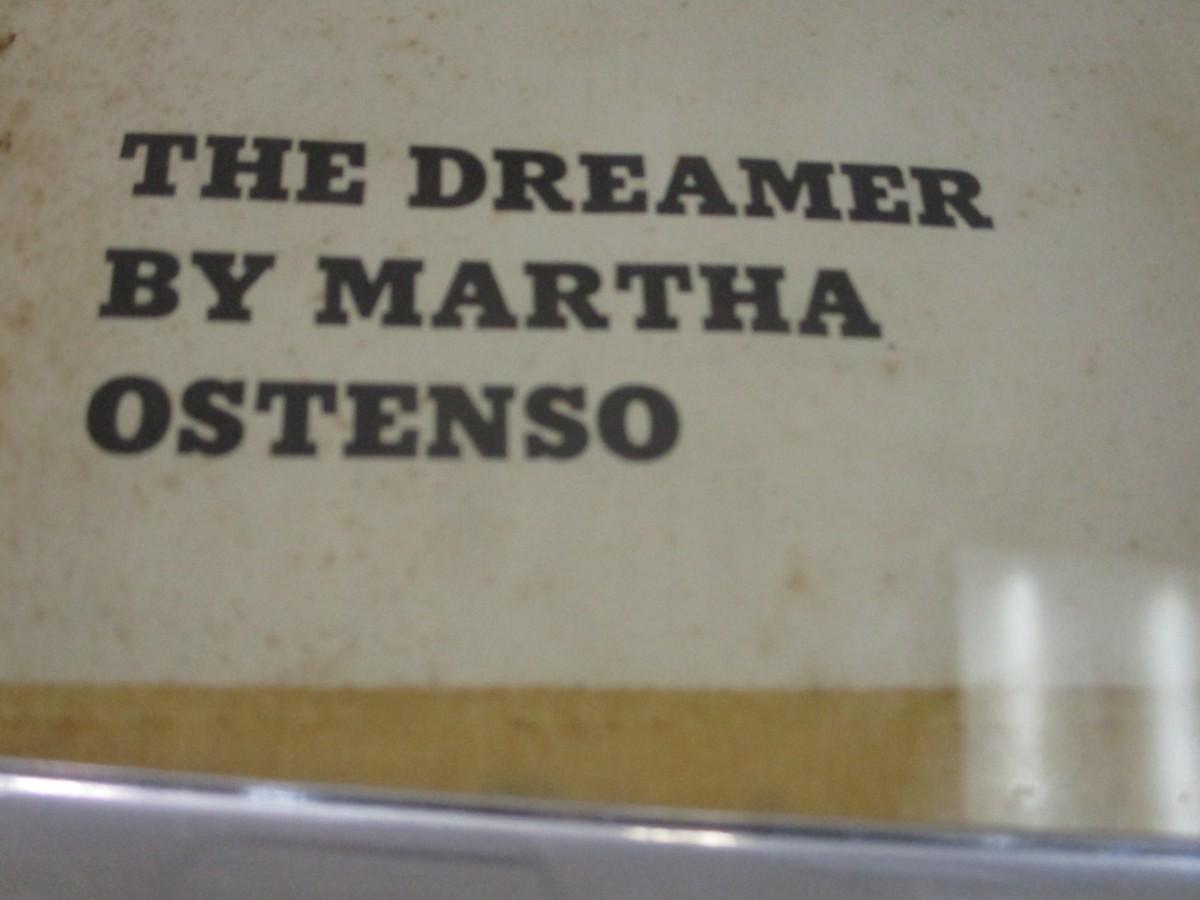 THE DREAMER
BY MARTHA
OSTENSO